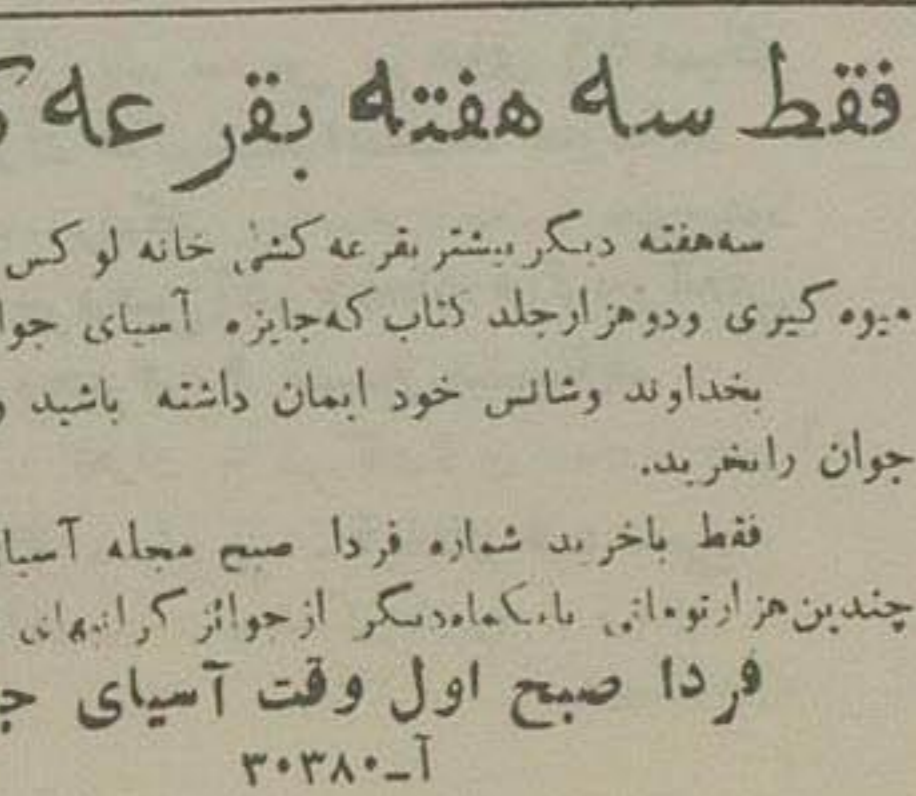 فقط سه هفته بقرعه
سه‌هفته دیگر بیشتر بقرعه کشی خانه لوکس
میوه گیری ودوهزارجلد کتاب که‌جایزه آسیای جوا
بخداوند وشانس خود ایمان داشته باشید و
جوان رابخرید.
فقط باخرید شماره فردا صبح مجله آسیا
چندین‌هزارتومانی یایکماه‌دیگر ازجوائز گرانبهای
فردا صبح اول وقت آسیای ج
آ-۳۰۳۸۰